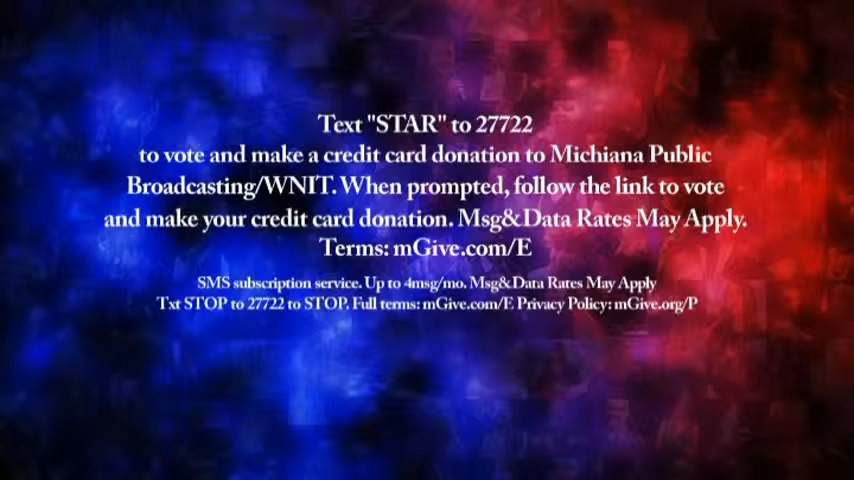 Text "STAR" to 27722
to vote and make a credit card donation to Michiana Public
Broadcasting/WNIT. When prompted, follow the link to vote
and make your credit card donation. Msg&Data Rates May Apply.
Terms: mGive.com/E
SMS subscription service. Up to 4msg/mo. Msg&Data Rates May Apply
Txt STOP to 27722 to STOP. Full terms: mGive.com/E Privacy Policy: mGive.org/P